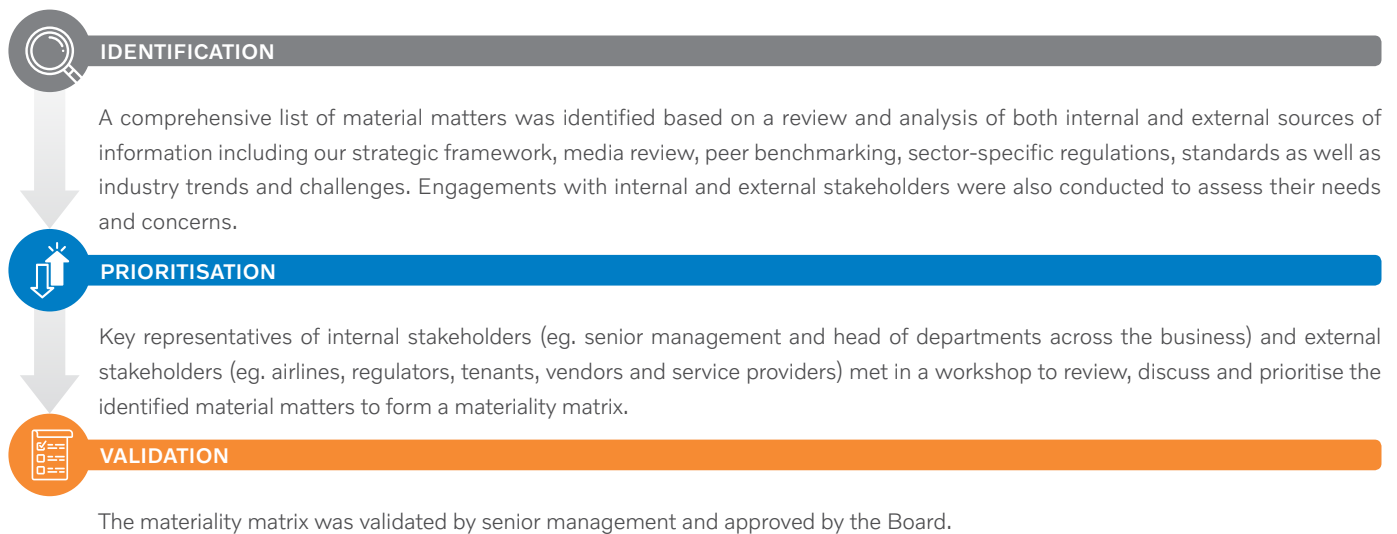 IDENTIFICATION
A comprehensive list of material matters was identified based on a review and analysis of both internal and external sources of
information including our strategic framework, media review, peer benchmarking, sector-specific regulations, standards as well as
industry trends and challenges. Engagements with internal and external stakeholders were also conducted to assess their needs
and concerns.
PRIORITISATION
Key representatives of internal stakeholders (eg. senior management and head of departments across the business) and external
stakeholders (eg. airlines, regulators, tenants, vendors and service providers) met in a workshop to review, discuss and prioritise the
identified material matters to form a materiality matrix.
VALIDATION
The materiality matrix was validated by senior management and approved by the Board.